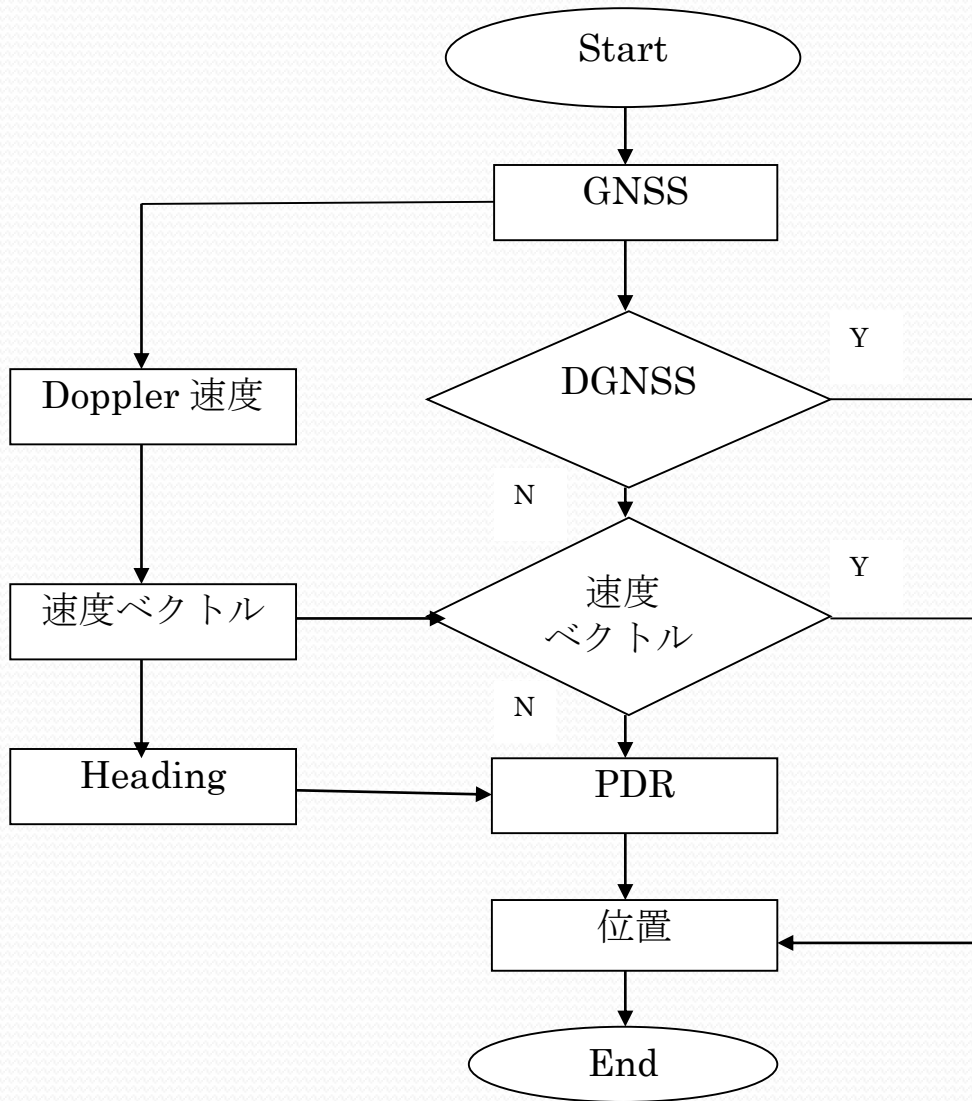 Start
GNSS
DGNSS
Y
Doppler 速度
N
速度
ベクトル
Y
速度ベクトル
N
Heading
PDR
位置
End